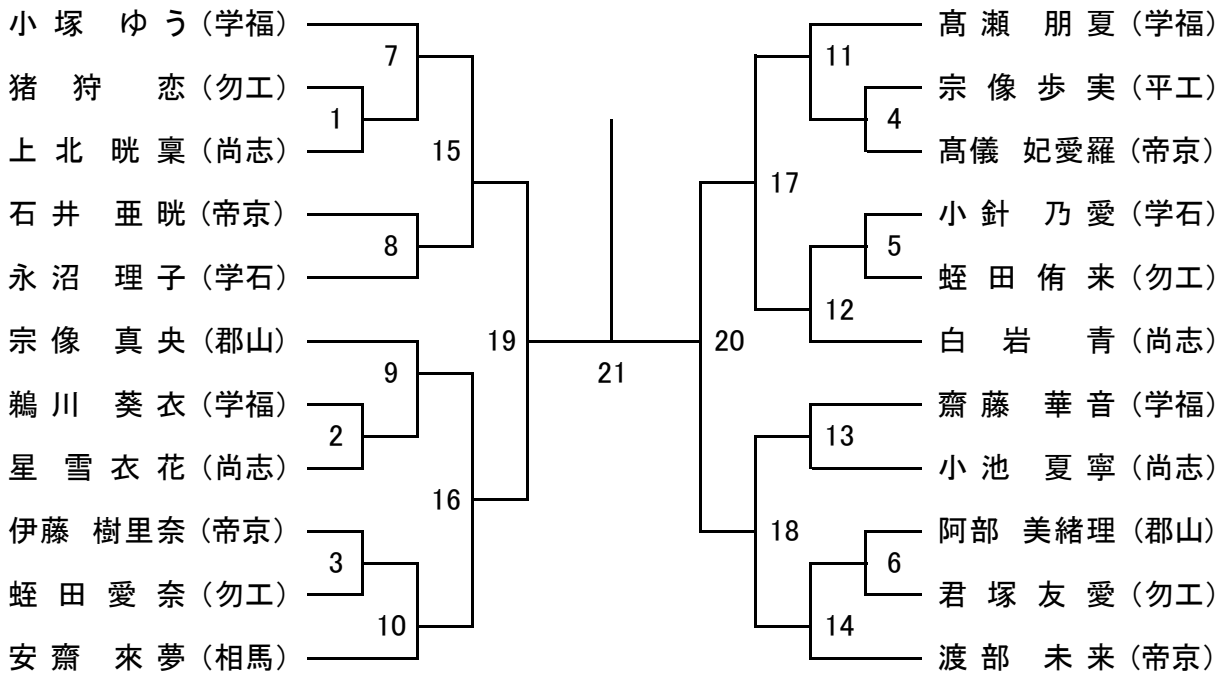 小塚 ゆう（学福）
7
猪狩 恋（勿工）
1
上北 晄稟（尚志）
15
石井 亜晄（帝京）
8
永沼 理子（学石）
宗像 真央（郡山）
19
9
鵜川 葵衣（学福）
2
星 雪衣花（尚志）
16
伊藤 樹里奈（帝京）
3
蛭田 愛奈（勿工）
10
安齋 來夢（相馬）
21
髙瀬 朋夏（学福）
11
宗像 歩実（平工）
4
髙儀 妃愛羅（帝京）
17
小針 乃愛（学石）
5
蛭田 侑来（勿工）
12
白岩 青（尚志）
20
齋藤 華音（学福）
13
小池 夏寧（尚志）
18
阿部 美緒理（郡山）
6
君塚 友愛（勿工）
14
渡部 未来（帝京）